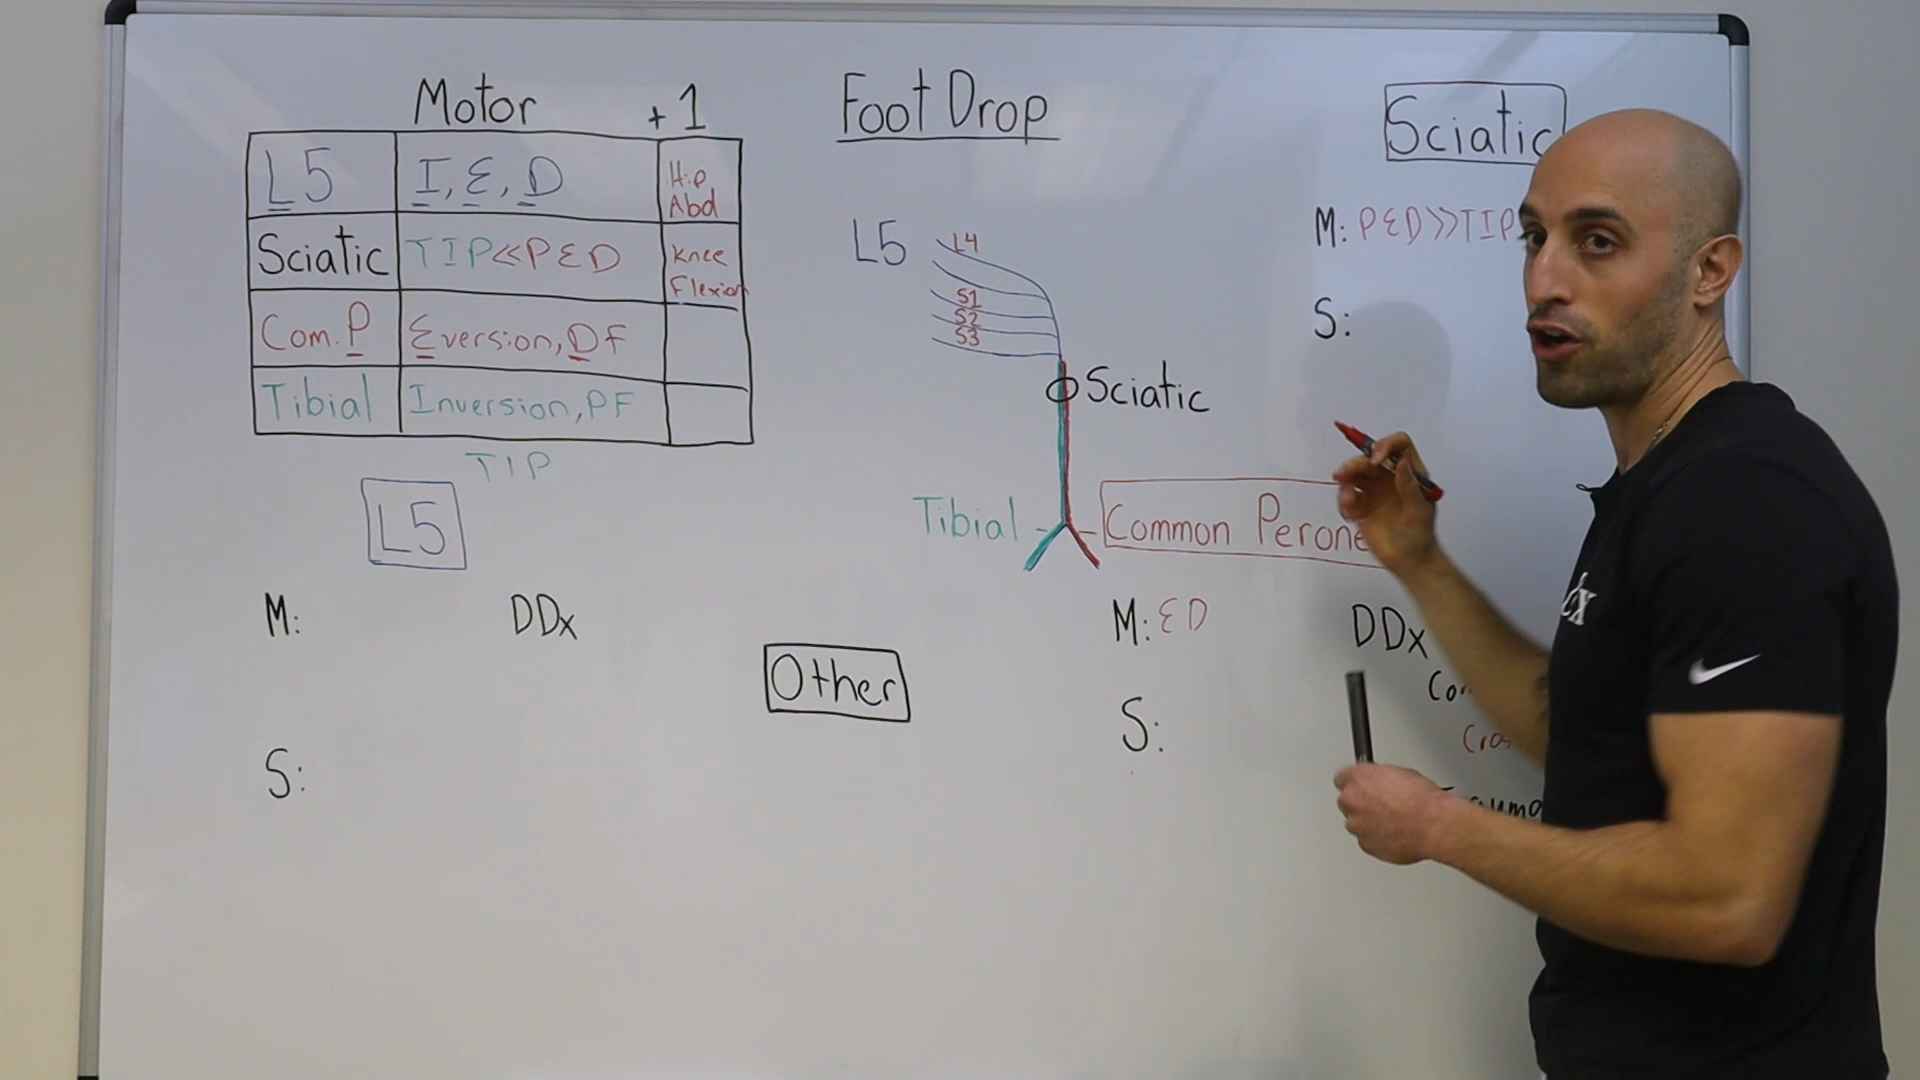 Motor +1
L5 I, E, D Hip Abd
Sciatic TIP<<PED Knee Flexion
Com. P Eversion, Df
Tibial Inversion, PF
TIP
L5
M: DDx
S:
Foot Drop
L5
L4
S1
S2
S3
Sciatic
Tibial
Common
M: ED DDx
S:
Other
Sciatic
M: PED>>TIP
S: